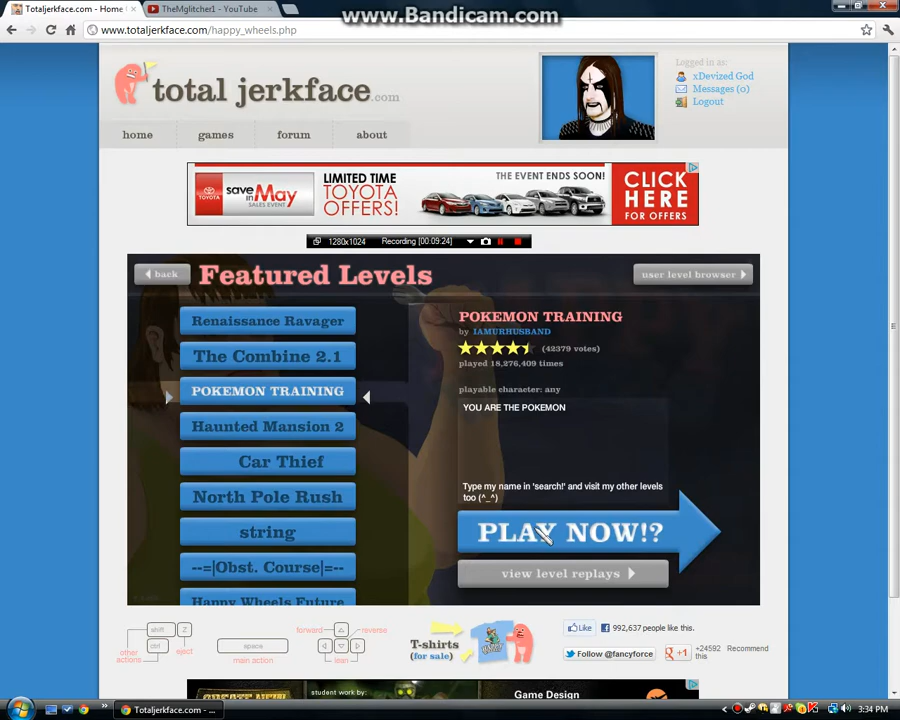 www.Bandicam.com
Totaljerkface.com - Home
TheMglitcher1 - YouTube
www.totaljerkface.com/happy_wheels.php
total jerkface.com
Logged in as:
xDevized God
Messages (0)
Logout
home games forum about
TOYOTA
save in May
SALES EVENT
LIMITED TIME
TOYOTA
OFFERS!
THE EVENT ENDS SOON!
CLICK
HERE
FOR OFFERS
1280x1024 Recording [00:09:24]
back
Featured Levels
user level browser
Renaissance Ravager
The Combine 2.1
POKEMON TRAINING
Haunted Mansion 2
Car Thief
North Pole Rush
string
--=|Obst. Course|=--
Happy Wheels Future
POKEMON TRAINING
by IAMURHUSBAND
(42379 votes)
played 18,276,409 times
playable character: any
YOU ARE THE POKEMON
Type my name in 'search!' and visit my other levels
too (^_^)
PLAY NOW!?
view level replays
shift Z
ctrl
other
actions
eject
space
main action
forward
reverse
lean
T-shirts
(for sale)
Like
992,637 people like this.
Follow @fancyforce
+1
+24592 Recommend
this
student work by:
Game Design
Totaljerkface.com - ...
3:34 PM